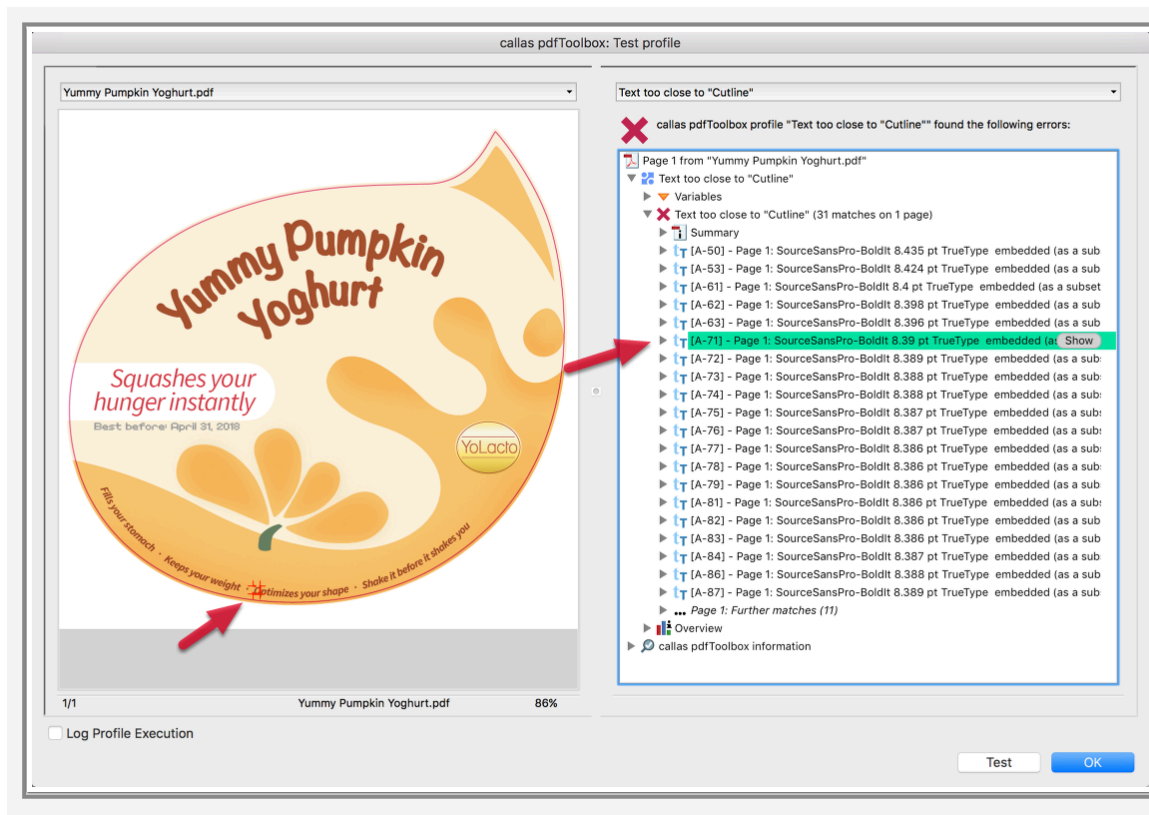 callas pdfToolbox: Test profile
Yummy Pumpkin Yoghurt.pdf
Yummy Pumpkin
Yoghurt
Squashes your
hunger instantly
Best before: April 31, 2018
YoLacto
Fills your stomach · Keeps your weight · Optimizes your shape · Shake it before it shakes you
1/1
Yummy Pumpkin Yoghurt.pdf
86%
Log Profile Execution
Text too close to "Cutline"
callas pdfToolbox profile "Text too close to "Cutline"" found the following errors:
Page 1 from "Yummy Pumpkin Yoghurt.pdf"
Text too close to "Cutline"
Variables
Text too close to "Cutline" (31 matches on 1 page)
Summary
[A-50] - Page 1: SourceSansPro-BoldIt 8.435 pt TrueType embedded (as a sub
[A-53] - Page 1: SourceSansPro-BoldIt 8.424 pt TrueType embedded (as a sub
[A-61] - Page 1: SourceSansPro-BoldIt 8.4 pt TrueType embedded (as a subset
[A-62] - Page 1: SourceSansPro-BoldIt 8.398 pt TrueType embedded (as a sub
[A-63] - Page 1: SourceSansPro-BoldIt 8.396 pt TrueType embedded (as a sub
[A-71] - Page 1: SourceSansPro-BoldIt 8.39 pt TrueType embedded (as Show
[A-72] - Page 1: SourceSansPro-BoldIt 8.389 pt TrueType embedded (as a subs
[A-73] - Page 1: SourceSansPro-BoldIt 8.388 pt TrueType embedded (as a subs
[A-74] - Page 1: SourceSansPro-BoldIt 8.388 pt TrueType embedded (as a subs
[A-75] - Page 1: SourceSansPro-BoldIt 8.387 pt TrueType embedded (as a subs
[A-76] - Page 1: SourceSansPro-BoldIt 8.387 pt TrueType embedded (as a subs
[A-77] - Page 1: SourceSansPro-BoldIt 8.386 pt TrueType embedded (as a subs
[A-78] - Page 1: SourceSansPro-BoldIt 8.386 pt TrueType embedded (as a subs
[A-79] - Page 1: SourceSansPro-BoldIt 8.386 pt TrueType embedded (as a subs
[A-81] - Page 1: SourceSansPro-BoldIt 8.386 pt TrueType embedded (as a subs
[A-82] - Page 1: SourceSansPro-BoldIt 8.386 pt TrueType embedded (as a sub
[A-83] - Page 1: SourceSansPro-BoldIt 8.386 pt TrueType embedded (as a sub
[A-84] - Page 1: SourceSansPro-BoldIt 8.387 pt TrueType embedded (as a sub
[A-86] - Page 1: SourceSansPro-BoldIt 8.388 pt TrueType embedded (as a sub
[A-87] - Page 1: SourceSansPro-BoldIt 8.389 pt TrueType embedded (as a sub
... Page 1: Further matches (11)
Overview
callas pdfToolbox information
Test
OK